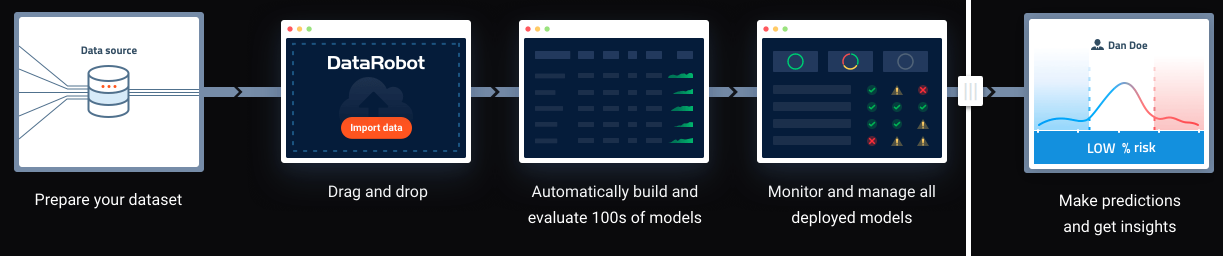 Data source
Prepare your dataset
DataRobot
Import data
Drag and drop
Automatically build and
evaluate 100s of models
Monitor and manage all
deployed models
Dan Doe
LOW % risk
Make predictions
and get insights